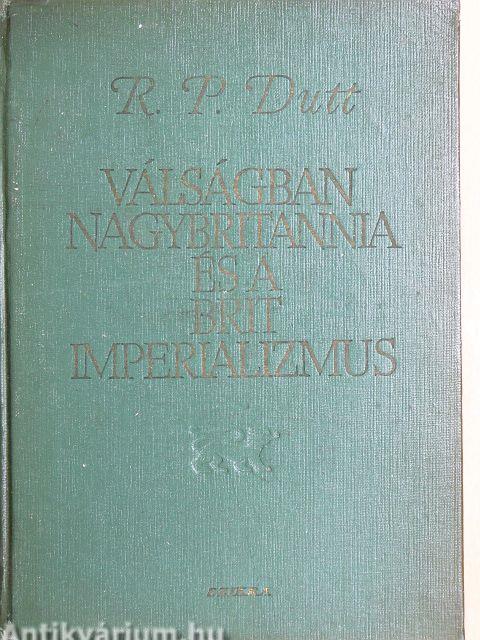 R. P. Dutt
VÁLSÁGBAN
NAGYBRITANNIA
ÉS A
BRIT
IMPERIALIZMUS
SZIKRA
Antikvárium.hu